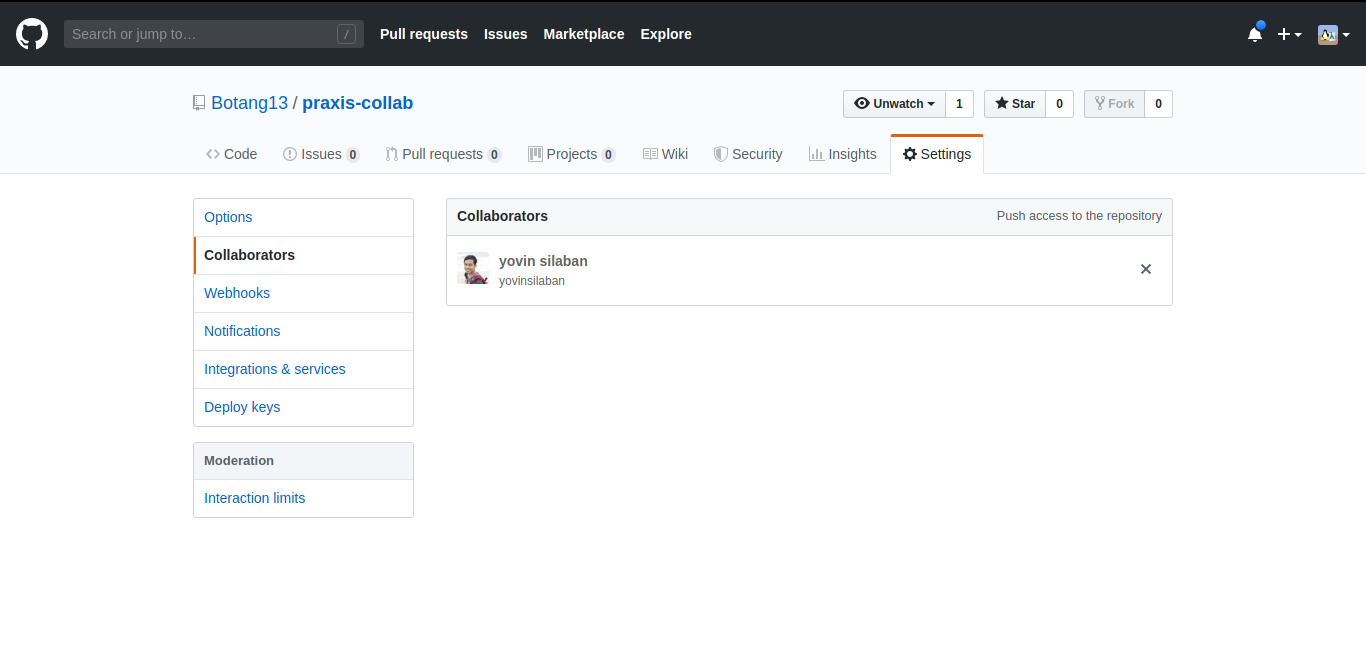 Search or jump to… /
Pull requests Issues Marketplace Explore
Botang13 / praxis-collab
Unwatch 1 Star 0 Fork 0
Code Issues 0 Pull requests 0 Projects 0 Wiki Security Insights Settings
Options
Collaborators
Webhooks
Notifications
Integrations & services
Deploy keys
Moderation
Interaction limits
Collaborators Push access to the repository
yovin silaban
yovinsilaban